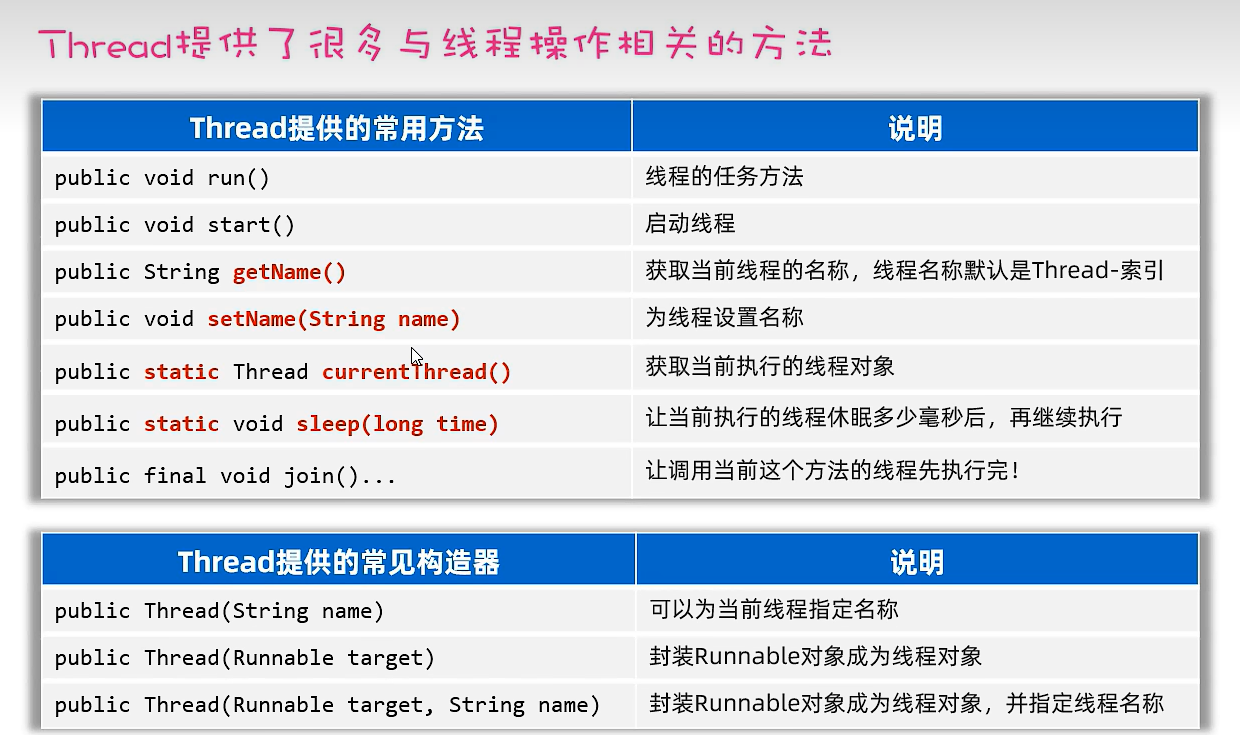 Thread提供了很多与线程操作相关的方法
Thread提供的常用方法 说明
public void run() 线程的任务方法
public void start() 启动线程
public String getName() 获取当前线程的名称，线程名称默认是Thread-索引
public void setName(String name) 为线程设置名称
public static Thread currentThread() 获取当前执行的线程对象
public static void sleep(long time) 让当前执行的线程休眠多少毫秒后，再继续执行
public final void join()... 让调用当前这个方法的线程先执行完！
Thread提供的常见构造器 说明
public Thread(String name) 可以为当前线程指定名称
public Thread(Runnable target) 封装Runnable对象成为线程对象
public Thread(Runnable target, String name) 封装Runnable对象成为线程对象，并指定线程名称